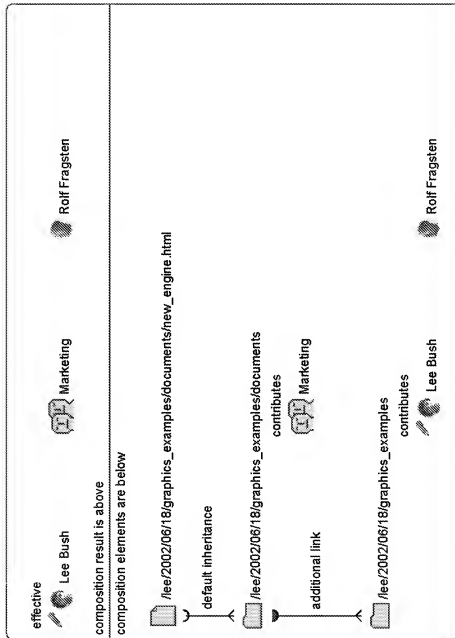 effective
Lee Bush Marketing Rolf Fragsten
composition result is above
composition elements are below
/lee/2002/06/18/graphics_examples/documents/new_engine.html
default inheritance
/lee/2002/06/18/graphics_examples/documents
contributes
Marketing
additional link
/lee/2002/06/18/graphics_examples
contributes
Lee Bush Rolf Fragsten